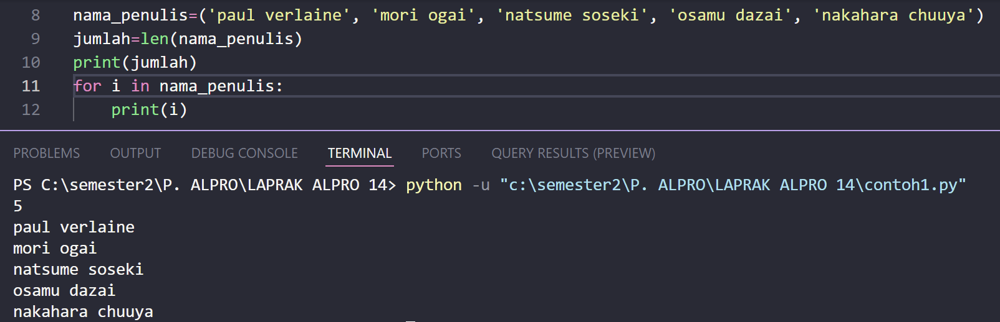 8 nama_penulis=('paul verlaine', 'mori ogai', 'natsume soseki', 'osamu dazai', 'nakahara chuuya')
9 jumlah=len(nama_penulis)
10 print(jumlah)
11 for i in nama_penulis:
12     print(i)
PROBLEMS OUTPUT DEBUG CONSOLE TERMINAL PORTS QUERY RESULTS (PREVIEW)
PS C:\semester2\P. ALPRO\LAPRAK ALPRO 14> python -u "c:\semester2\P. ALPRO\LAPRAK ALPRO 14\contoh1.py"
5
paul verlaine
mori ogai
natsume soseki
osamu dazai
nakahara chuuya